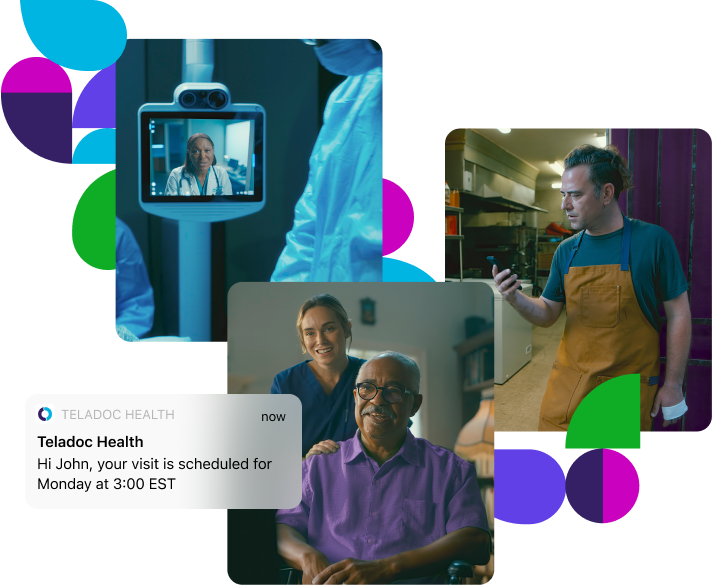 TELADOC HEALTH
now
Teladoc Health
Hi John, your visit is scheduled for
Monday at 3:00 EST